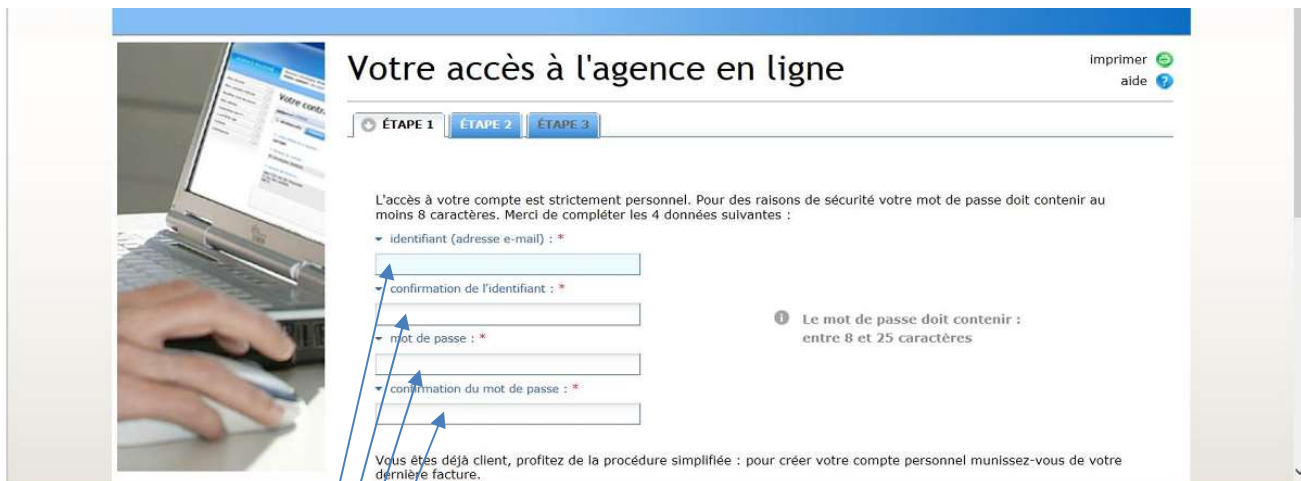 Votre accès à l'agence en ligne
imprimer
aide
ÉTAPE 1 ÉTAPE 2 ÉTAPE 3
L'accès à votre compte est strictement personnel. Pour des raisons de sécurité votre mot de passe doit contenir au
moins 8 caractères. Merci de compléter les 4 données suivantes :
identifiant (adresse e-mail) : *
confirmation de l'identifiant : *
mot de passe : *
confirmation du mot de passe : *
Le mot de passe doit contenir :
entre 8 et 25 caractères
Vous êtes déjà client, profitez de la procédure simplifiée : pour créer votre compte personnel munissez-vous de votre
dernière facture.